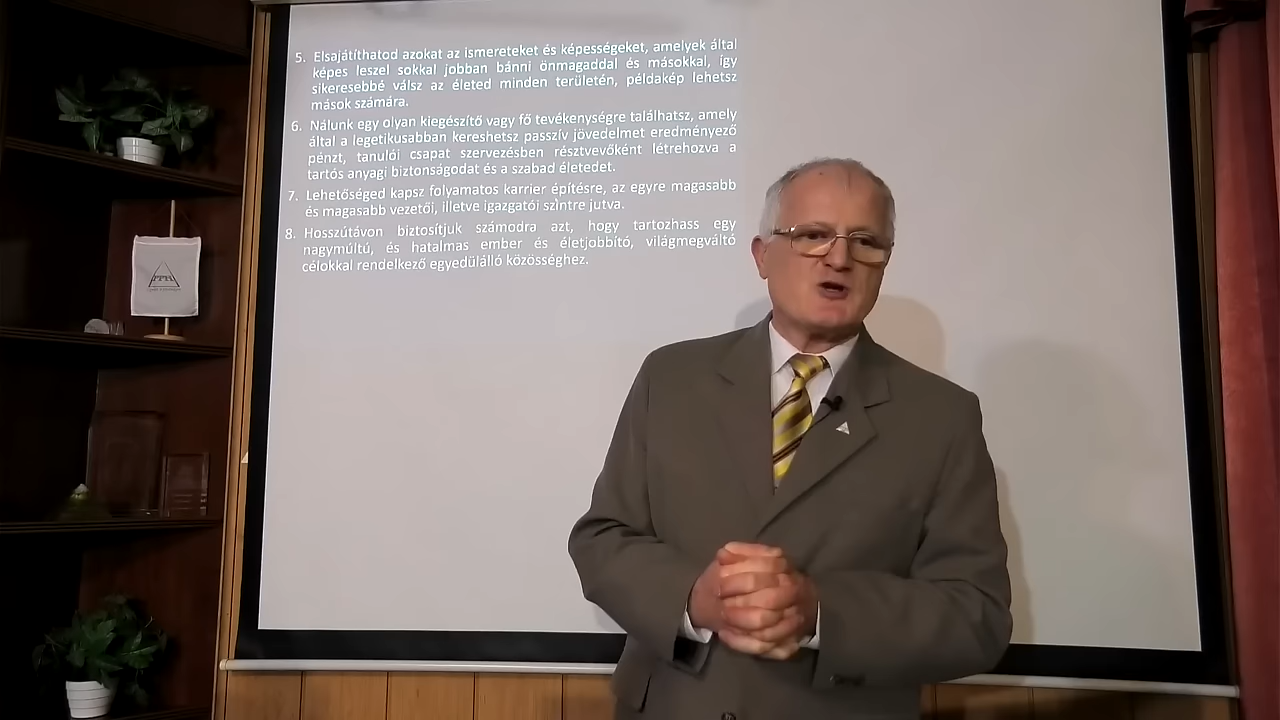 5. Elsajátíthatod azokat az ismereteket és képességeket, amelyek által
képes leszel sokkal jobban bánni önmagaddal és másokkal, így
sikeresebbé válsz az életed minden területén, példakép lehetsz
mások számára.
6. Nálunk egy olyan kiegészítő vagy fő tevékenységre találhatsz, amely
által a legetikusabban kereshetsz passzív jövedelmet eredményező
pénzt, tanulói csapat szervezésben résztvevőként létrehozva a
tartós anyagi biztonságodat és a szabad életedet.
7. Lehetőséged kapsz folyamatos karrier építésre, az egyre magasabb
és magasabb vezetői, illetve igazgatói szintre jutva.
8. Hosszútávon biztosítjuk számodra azt, hogy tartozhass egy
nagymúltú, és hatalmas ember és életjobbító, világmegváltó
célokkal rendelkező egyedülálló közösséghez.